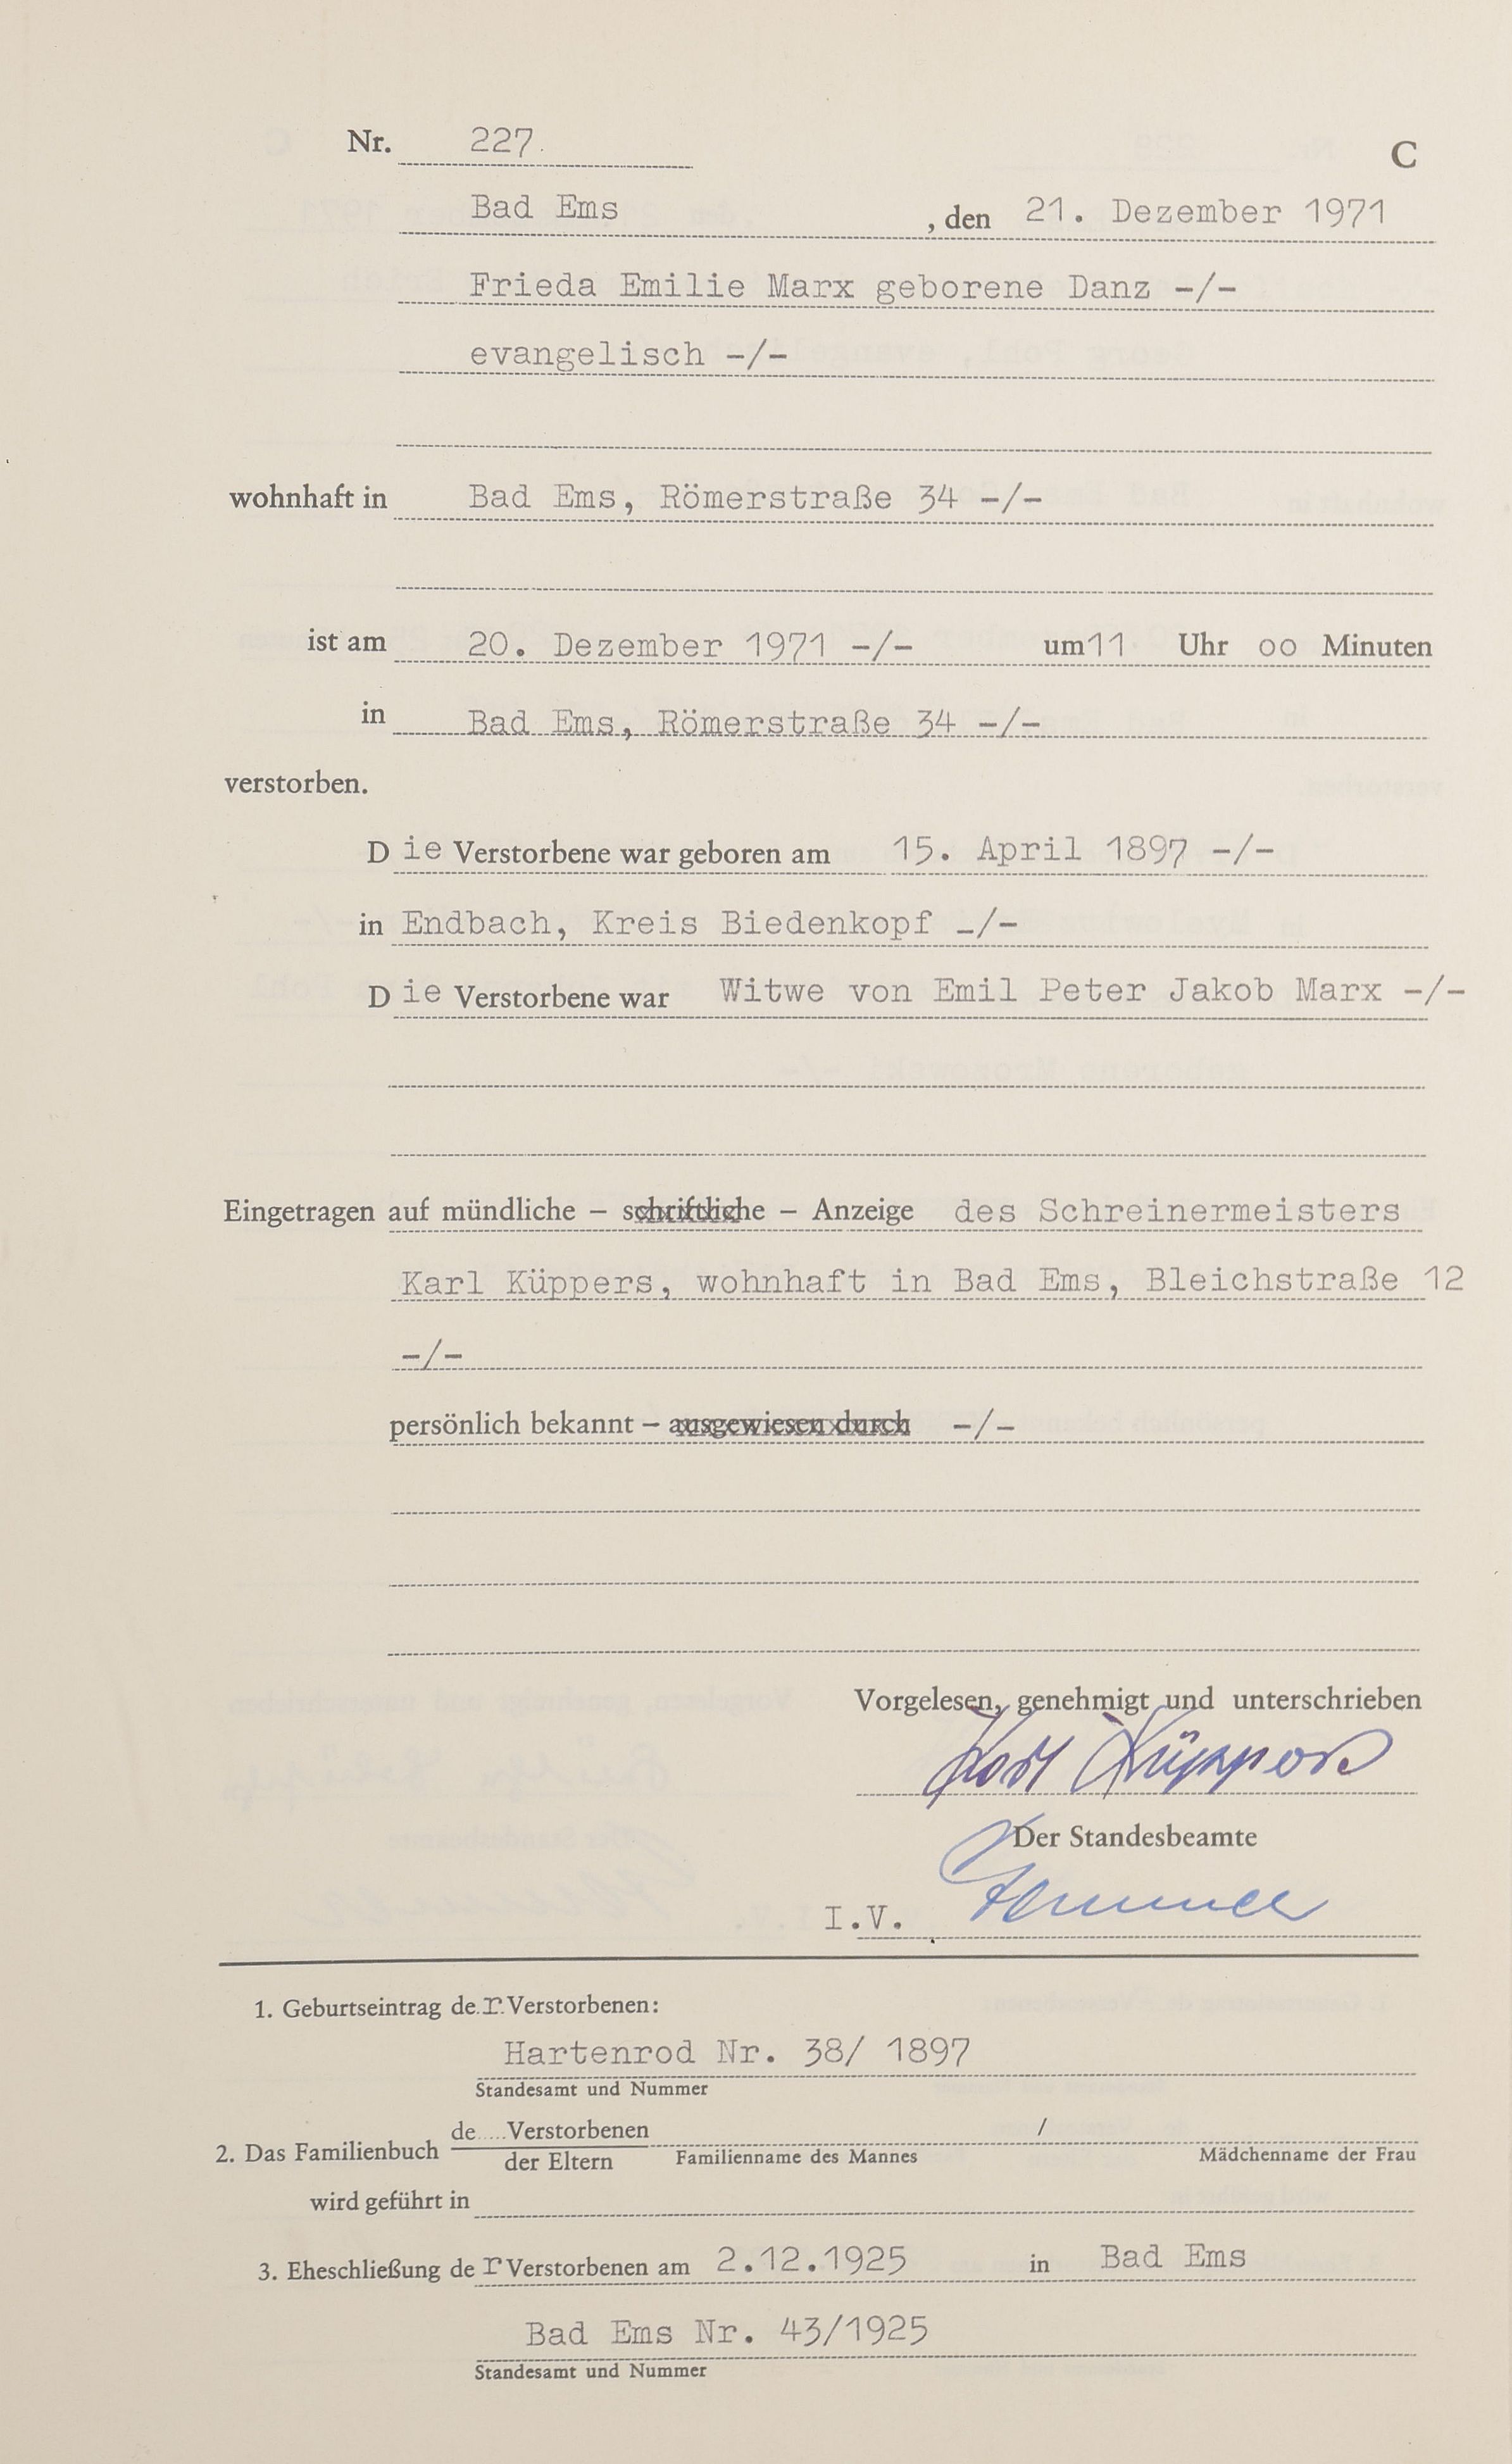 Nr. 227. C
Bad Ems , den 21. Dezember 1971
Frieda Emilie Marx geborene Danz -/-
evangelisch -/-
wohnhaft in Bad Ems, Römerstraße 34 -/-
ist am 20. Dezember 1971 -/- um 11 Uhr oo Minuten
in Bad Ems, Römerstraße 34 -/-
verstorben.
D ie Verstorbene war geboren am 15. April 1897 -/-
in Endbach, Kreis Biedenkopf -/-
D ie Verstorbene war Witwe von Emil Peter Jakob Marx -/-
Eingetragen auf mündliche – schriftliche – Anzeige des Schreinermeisters
Karl Küppers, wohnhaft in Bad Ems, Bleichstraße 12
-/-
persönlich bekannt – ausgewiesen durch -/-
Vorgelesen, genehmigt und unterschrieben
Karl Küppers
Der Standesbeamte
I.V.
1. Geburtseintrag de r Verstorbenen:
Hartenrod Nr. 38/ 1897
Standesamt und Nummer
de Verstorbenen /
2. Das Familienbuch der Eltern Familienname des Mannes Mädchenname der Frau
wird geführt in
3. Eheschließung de r Verstorbenen am 2.12.1925 in Bad Ems
Bad Ems Nr. 43/1925
Standesamt und Nummer